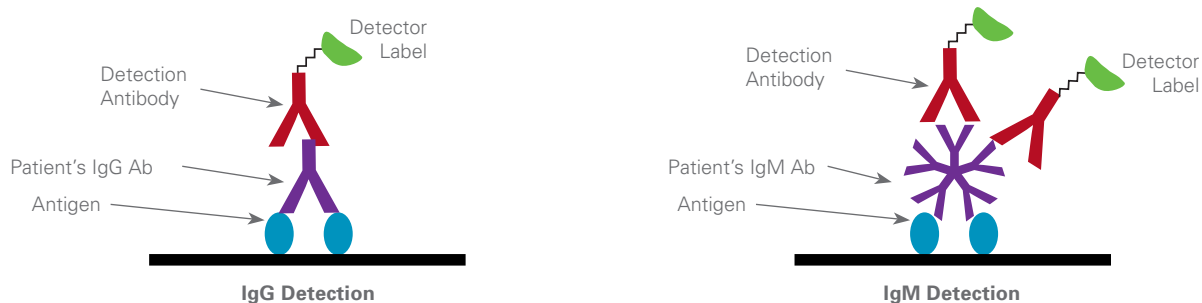 Detector
Label
Detection
Antibody
Patient's IgG Ab
Antigen
IgG Detection
Detection
Antibody
Detector
Label
Patient's IgM Ab
Antigen
IgM Detection